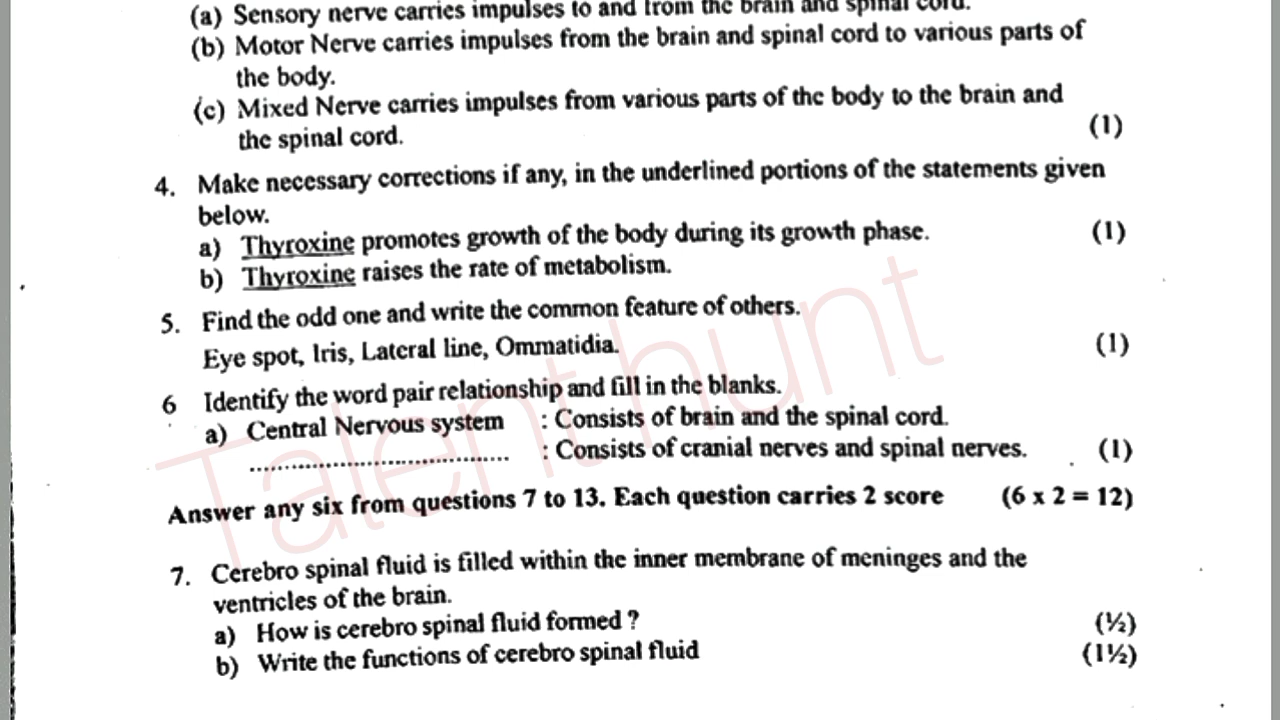 (a) Sensory nerve carries impulses to and from the brain and spinal cord.
(b) Motor Nerve carries impulses from the brain and spinal cord to various parts of
the body.
(c) Mixed Nerve carries impulses from various parts of the body to the brain and
the spinal cord.
(1)
4. Make necessary corrections if any, in the underlined portions of the statements given
below.
a) Thyroxine promotes growth of the body during its growth phase. (1)
b) Thyroxine raises the rate of metabolism.
5. Find the odd one and write the common feature of others.
Eye spot, Iris, Lateral line, Ommatidia. (1)
6 Identify the word pair relationship and fill in the blanks.
a) Central Nervous system : Consists of brain and the spinal cord.
...................................... : Consists of cranial nerves and spinal nerves. (1)
Answer any six from questions 7 to 13. Each question carries 2 score (6 x 2 = 12)
7. Cerebro spinal fluid is filled within the inner membrane of meninges and the
ventricles of the brain.
a) How is cerebro spinal fluid formed ? (½)
b) Write the functions of cerebro spinal fluid (1½)
Talent hunt